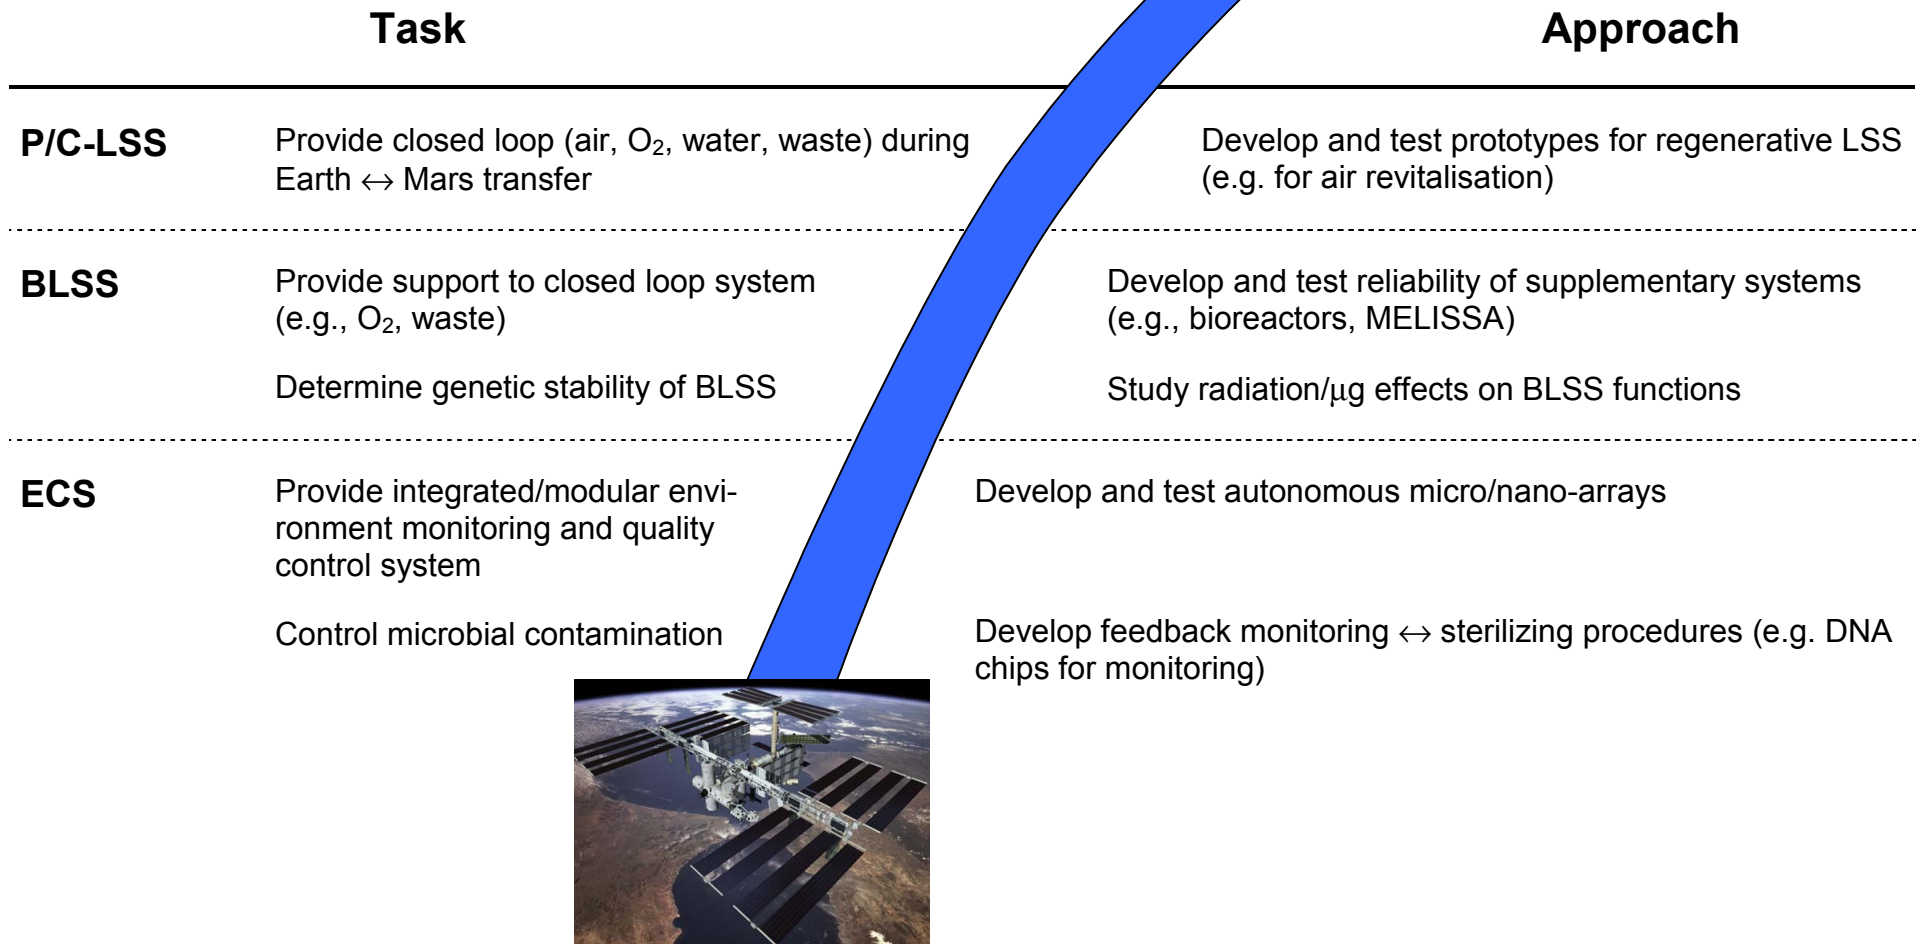 Task
Approach
P/C-LSS
Provide closed loop (air, O₂, water, waste) during
Earth ↔ Mars transfer
Develop and test prototypes for regenerative LSS
(e.g. for air revitalisation)
BLSS
Provide support to closed loop system
(e.g., O₂, waste)
Develop and test reliability of supplementary systems
(e.g., bioreactors, MELISSA)
Determine genetic stability of BLSS
Study radiation/μg effects on BLSS functions
ECS
Provide integrated/modular envi-
ronment monitoring and quality
control system
Develop and test autonomous micro/nano-arrays
Control microbial contamination
Develop feedback monitoring ↔ sterilizing procedures (e.g. DNA
chips for monitoring)